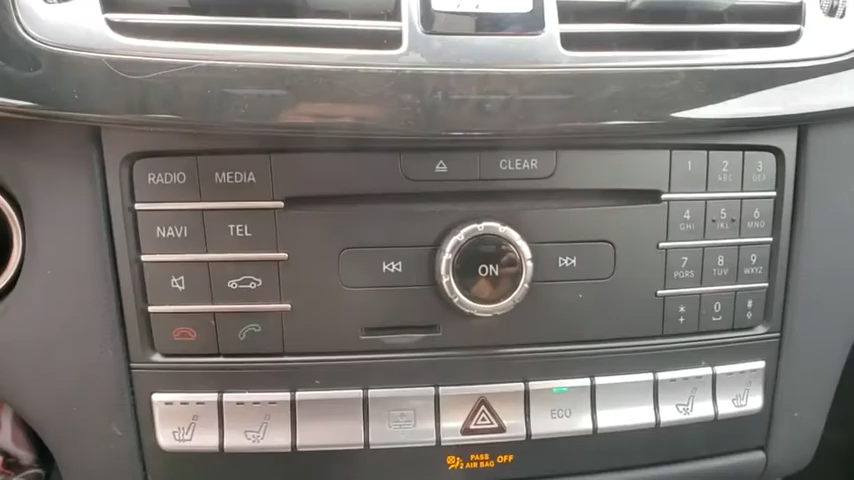 RADIO MEDIA CLEAR 1 2 ABC 3 DEF
NAVI TEL 4 GHI 5 JKL 6 MNO
ON 7 PQRS 8 TUV 9 WXYZ
* + 0 #
ECO
PASS AIR BAG OFF